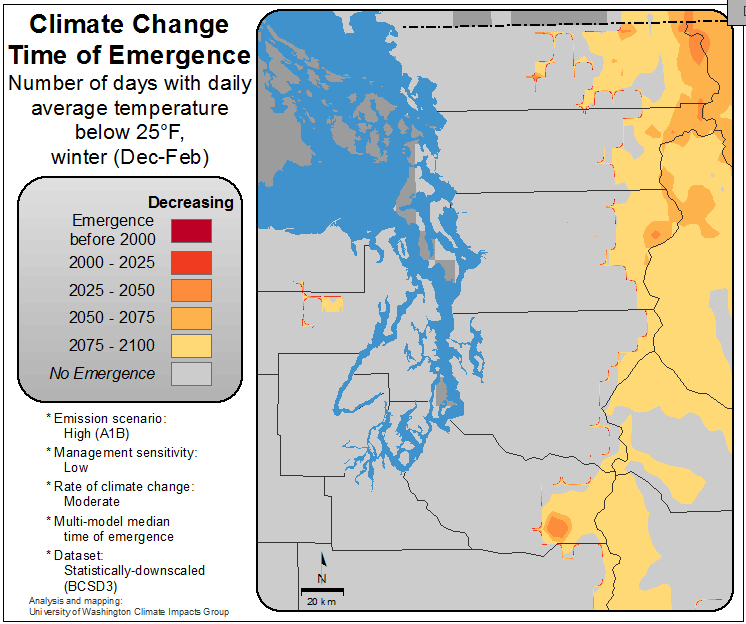 Climate Change
Time of Emergence
Number of days with daily
average temperature
below 25°F,
winter (Dec-Feb)
Decreasing
Emergence
before 2000
2000 - 2025
2025 - 2050
2050 - 2075
2075 - 2100
No Emergence
* Emission scenario:
High (A1B)
* Management sensitivity:
Low
* Rate of climate change:
Moderate
* Multi-model median
time of emergence
* Dataset:
Statistically-downscaled
(BCSD3)
Analysis and mapping:
University of Washington Climate Impacts Group
N
20 km